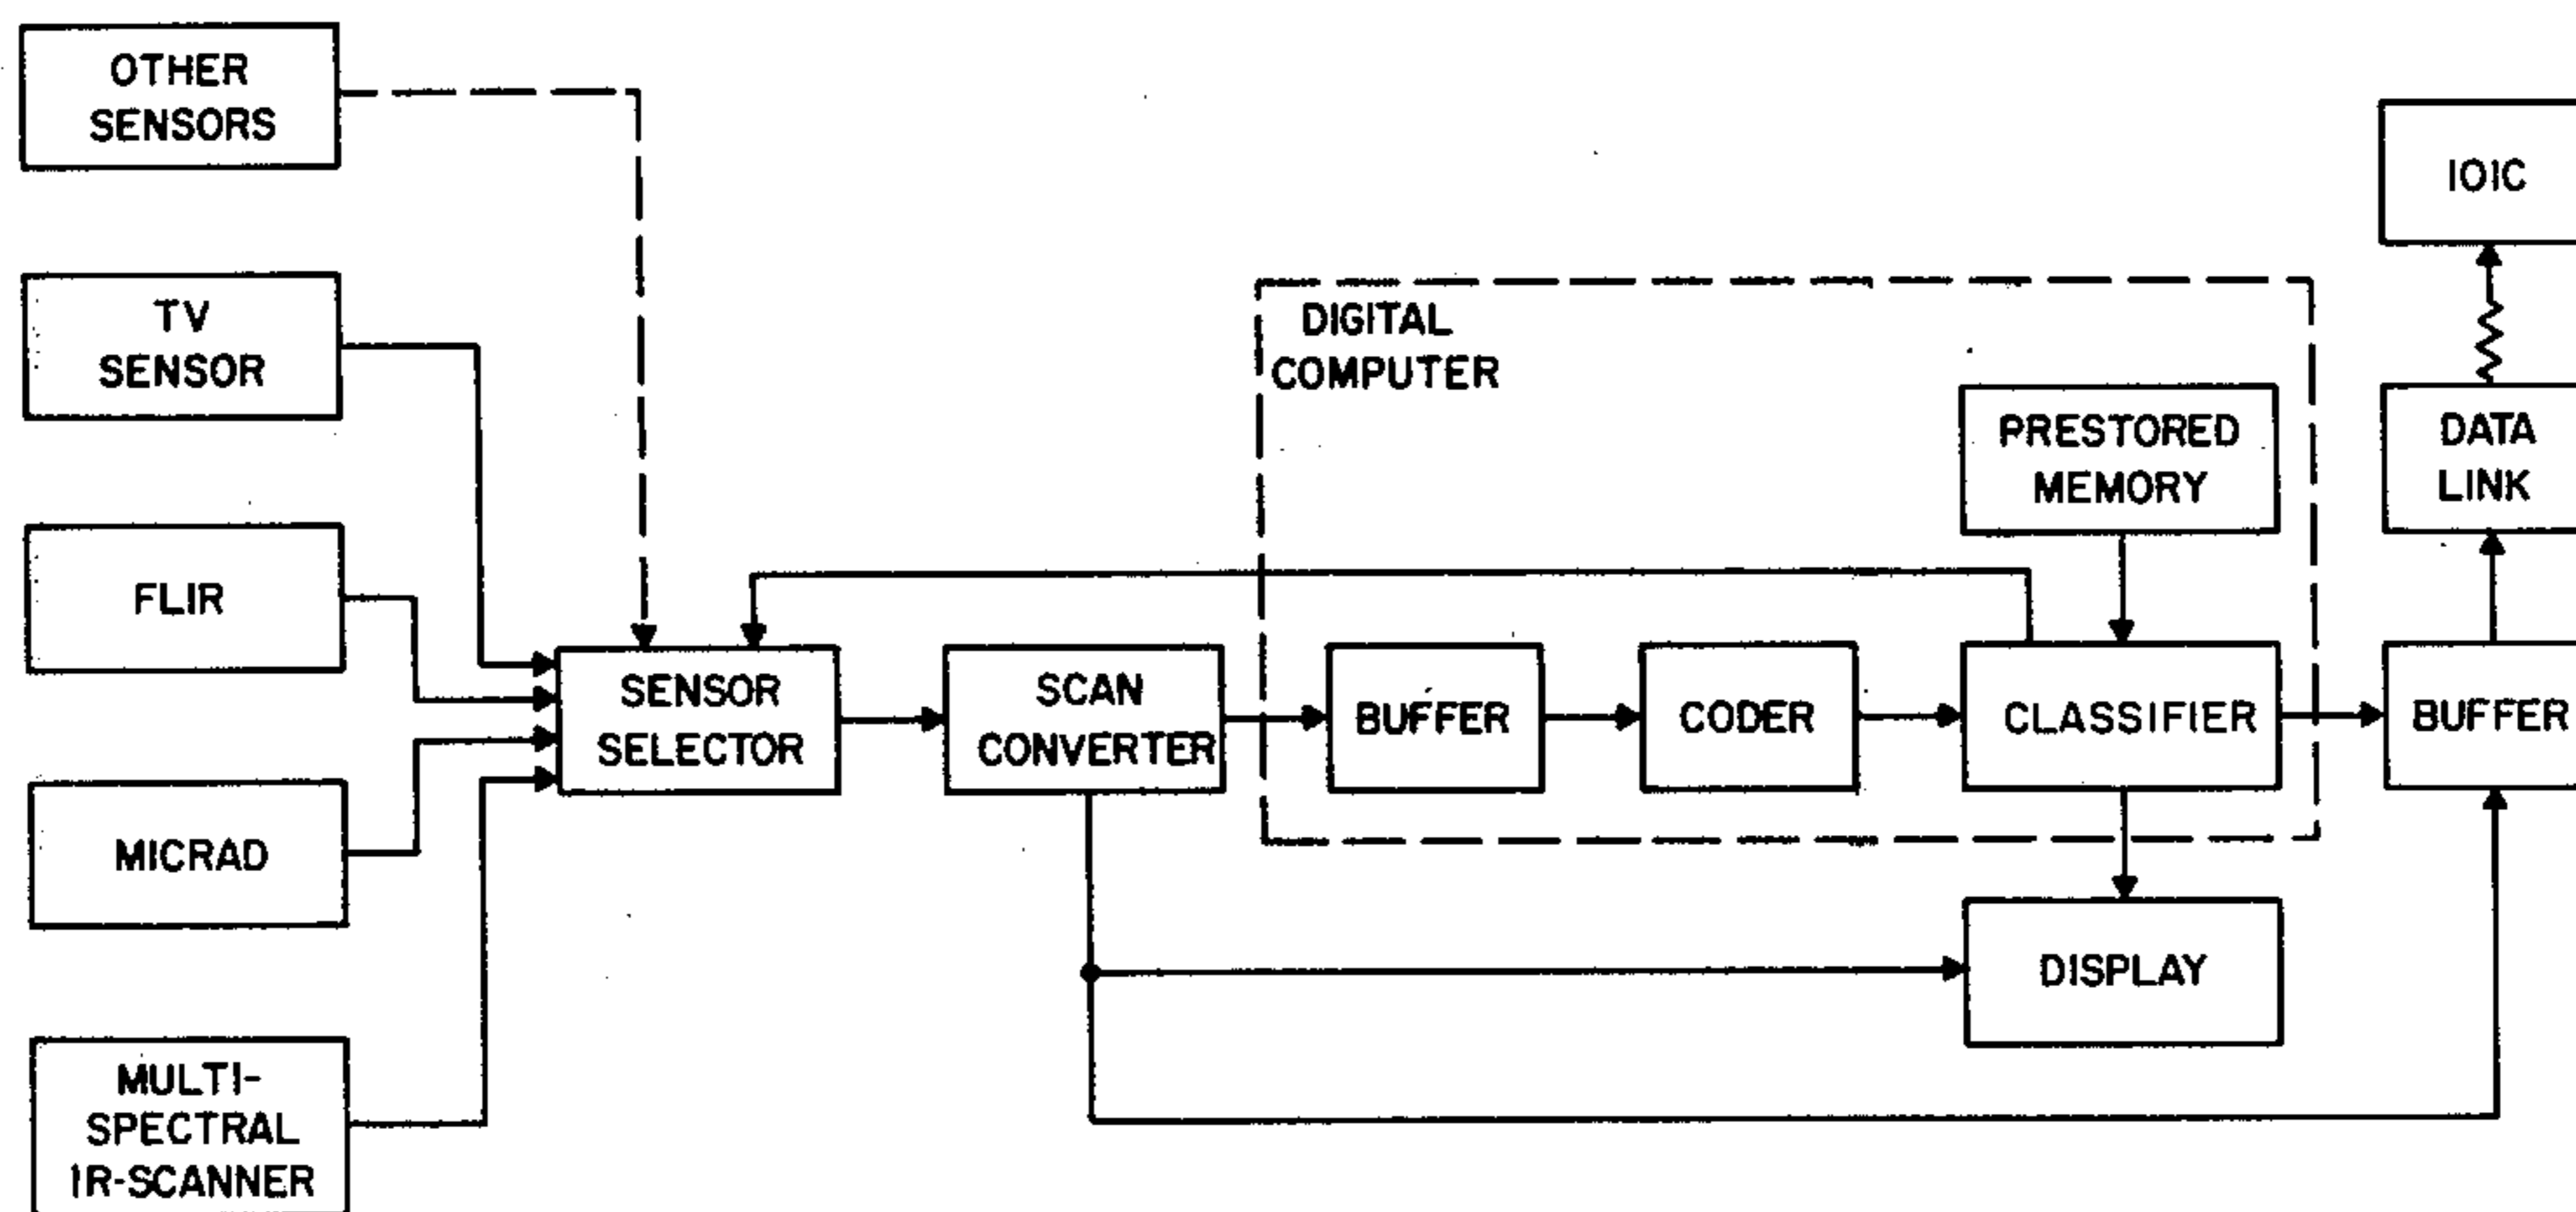 OTHER
SENSORS
TV
SENSOR
FLIR
MICRAD
MULTI-
SPECTRAL
IR-SCANNER
SENSOR
SELECTOR
SCAN
CONVERTER
DIGITAL
COMPUTER
BUFFER
CODER
PRESTORED
MEMORY
CLASSIFIER
DISPLAY
IOIC
DATA
LINK
BUFFER